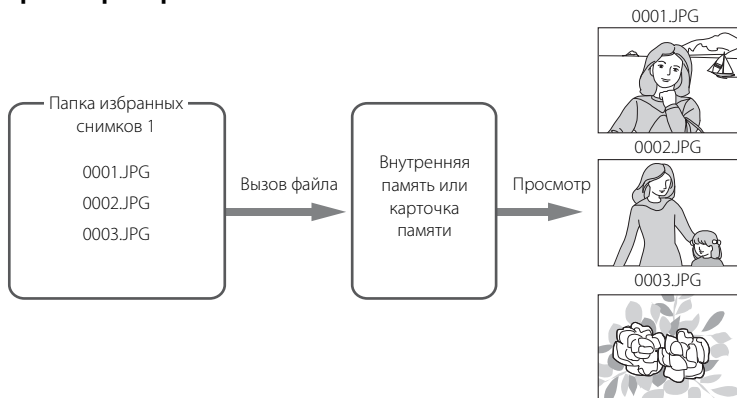 Папка избранных
снимков 1
0001.JPG
0002.JPG
0003.JPG
Вызов файла
Внутренняя
память или
карточка
памяти
Просмотр
0001.JPG
0002.JPG
0003.JPG